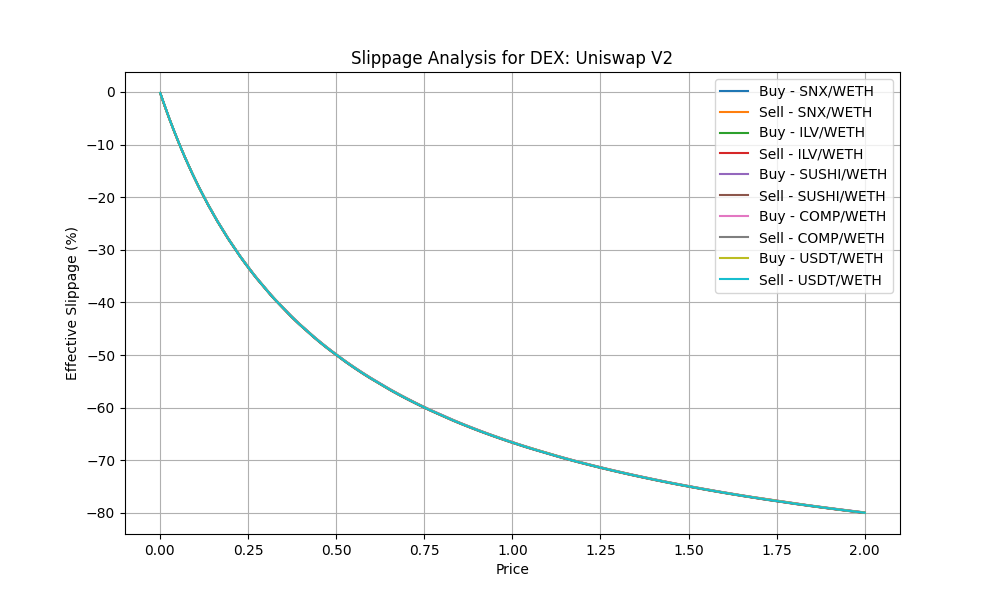 Slippage Analysis for DEX: Uniswap V2
Effective Slippage (%)
0
−10
−20
−30
−40
−50
−60
−70
−80
Buy - SNX/WETH
Sell - SNX/WETH
Buy - ILV/WETH
Sell - ILV/WETH
Buy - SUSHI/WETH
Sell - SUSHI/WETH
Buy - COMP/WETH
Sell - COMP/WETH
Buy - USDT/WETH
Sell - USDT/WETH
0.00 0.25 0.50 0.75 1.00 1.25 1.50 1.75 2.00
Price